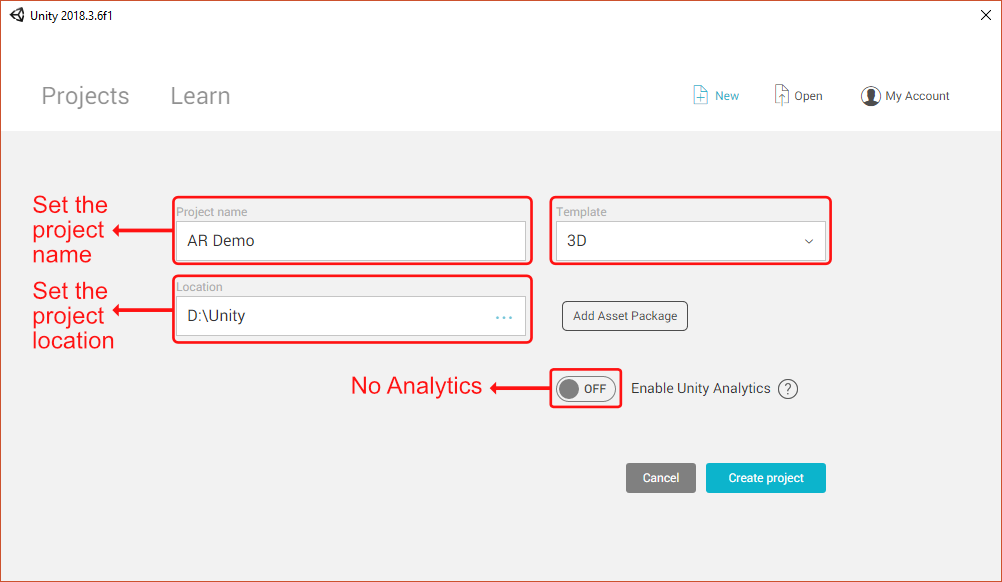 Unity 2018.3.6f1
Projects
Learn
New
Open
My Account
Set the
project
name
Project name
AR Demo
Template
3D
Set the
project
location
Location
D:\Unity
...
Add Asset Package
No Analytics
OFF
Enable Unity Analytics
?
Cancel
Create project